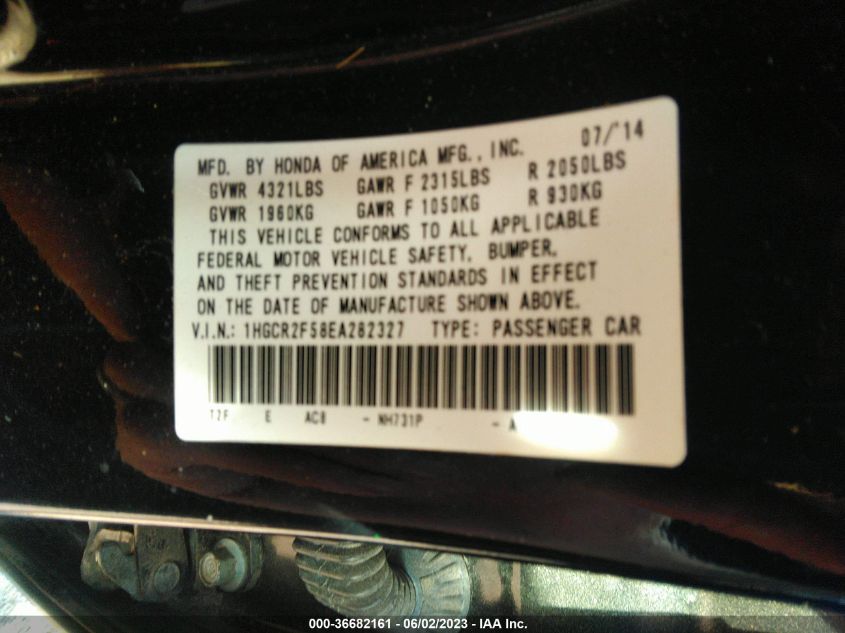 07/'14
MFD. BY HONDA OF AMERICA MFG., INC.
GVWR 4321LBS GAWR F 2315LBS R 2050LBS
GVWR 1960KG GAWR F 1050KG R 930KG
THIS VEHICLE CONFORMS TO ALL APPLICABLE
FEDERAL MOTOR VEHICLE SAFETY, BUMPER,
AND THEFT PREVENTION STANDARDS IN EFFECT
ON THE DATE OF MANUFACTURE SHOWN ABOVE.
V.I.N.: 1HGCR2F58EA282327 TYPE: PASSENGER CAR
T2F E AC8 - NH731P - A
000-36682161 - 06/02/2023 - IAA Inc.